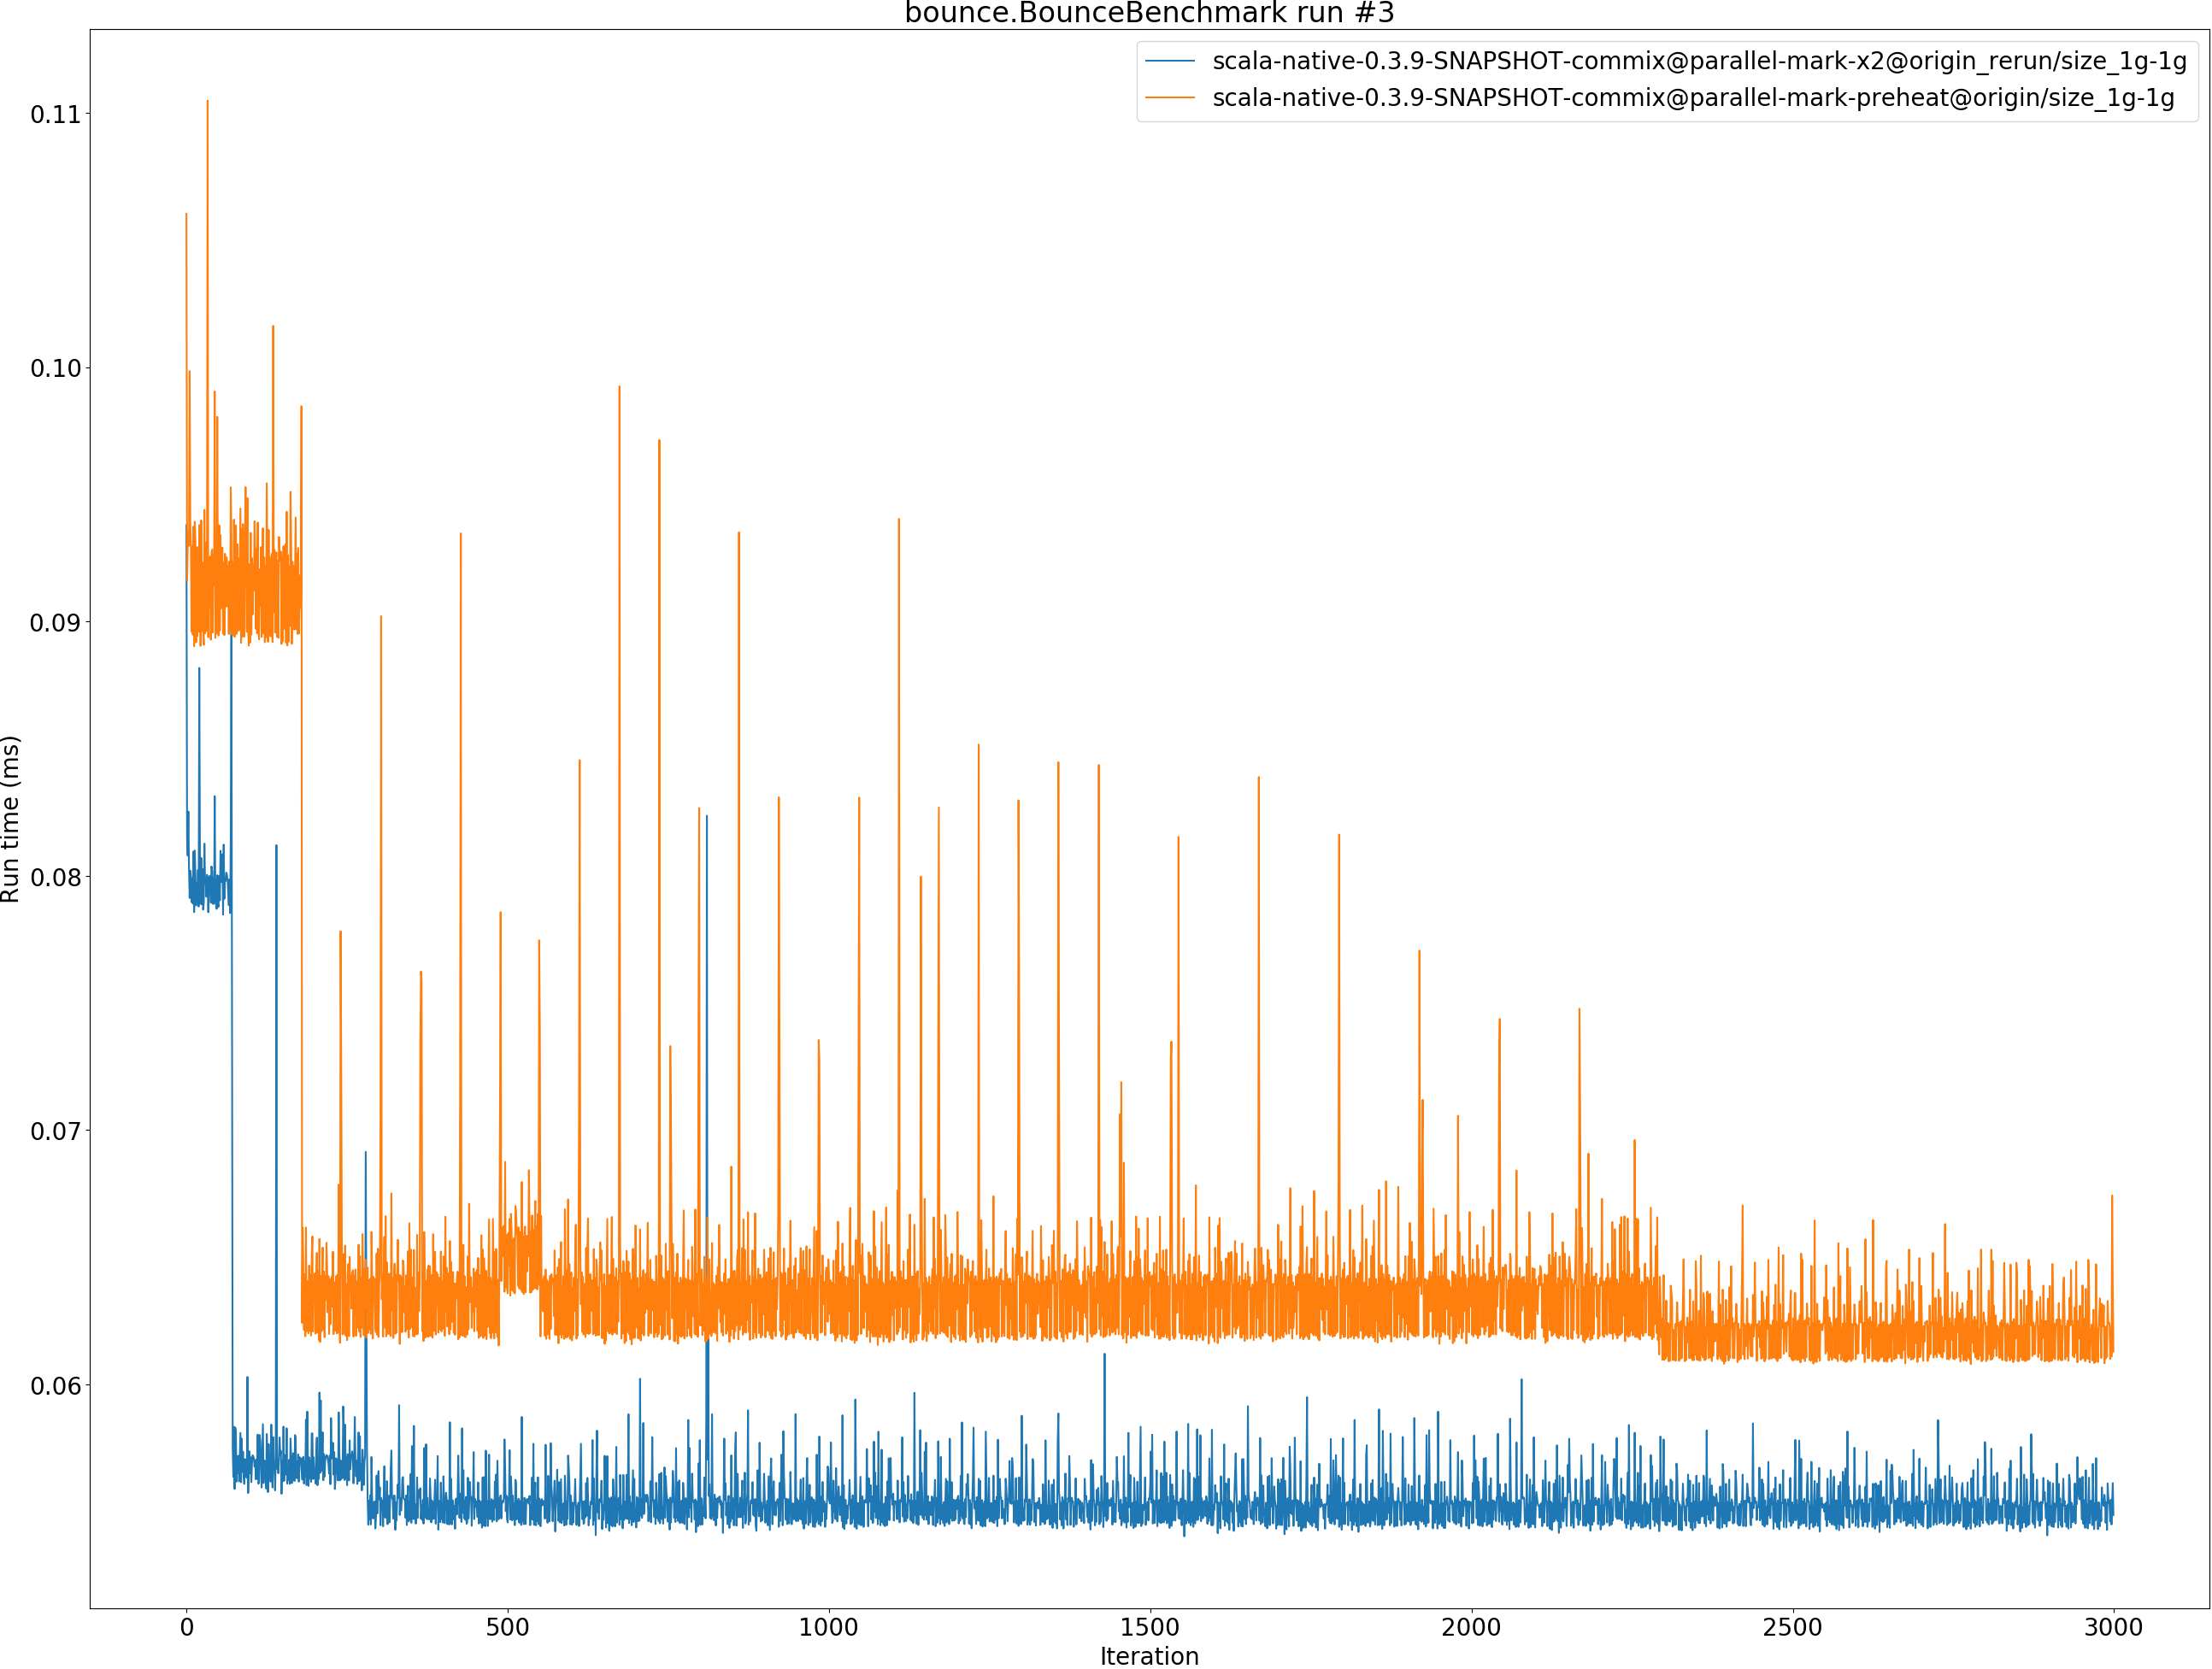 bounce.BounceBenchmark run #3
scala-native-0.3.9-SNAPSHOT-commix@parallel-mark-x2@origin_rerun/size_1g-1g
scala-native-0.3.9-SNAPSHOT-commix@parallel-mark-preheat@origin/size_1g-1g
0.11
0.10
0.09
0.08
0.07
0.06
Run time (ms)
0 500 1000 1500 2000 2500 3000
Iteration